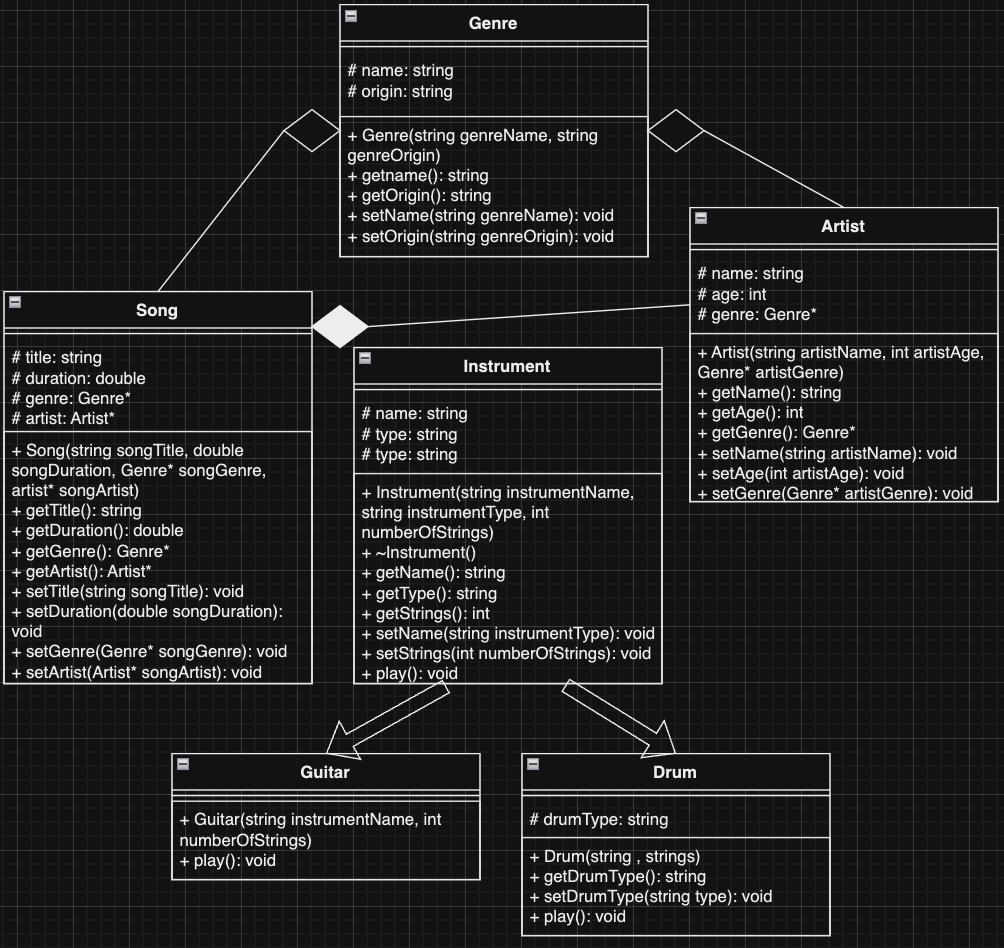 Genre
# name: string
# origin: string
+ Genre(string genreName, string
genreOrigin)
+ getname(): string
+ getOrigin(): string
+ setName(string genreName): void
+ setOrigin(string genreOrigin): void
Artist
# name: string
# age: int
# genre: Genre*
+ Artist(string artistName, int artistAge,
Genre* artistGenre)
+ getName(): string
+ getAge(): int
+ getGenre(): Genre*
+ setName(string artistName): void
+ setAge(int artistAge): void
+ setGenre(Genre* artistGenre): void
Song
# title: string
# duration: double
# genre: Genre*
# artist: Artist*
+ Song(string songTitle, double
songDuration, Genre* songGenre,
artist* songArtist)
+ getTitle(): string
+ getDuration(): double
+ getGenre(): Genre*
+ getArtist(): Artist*
+ setTitle(string songTitle): void
+ setDuration(double songDuration):
void
+ setGenre(Genre* songGenre): void
+ setArtist(Artist* songArtist): void
Instrument
# name: string
# type: string
# type: string
+ Instrument(string instrumentName,
string instrumentType, int
numberOfStrings)
+ ~Instrument()
+ getName(): string
+ getType(): string
+ getStrings(): int
+ setName(string instrumentType): void
+ setStrings(int numberOfStrings): void
+ play(): void
Guitar
+ Guitar(string instrumentName, int
numberOfStrings)
+ play(): void
Drum
# drumType: string
+ Drum(string , strings)
+ getDrumType(): string
+ setDrumType(string type): void
+ play(): void